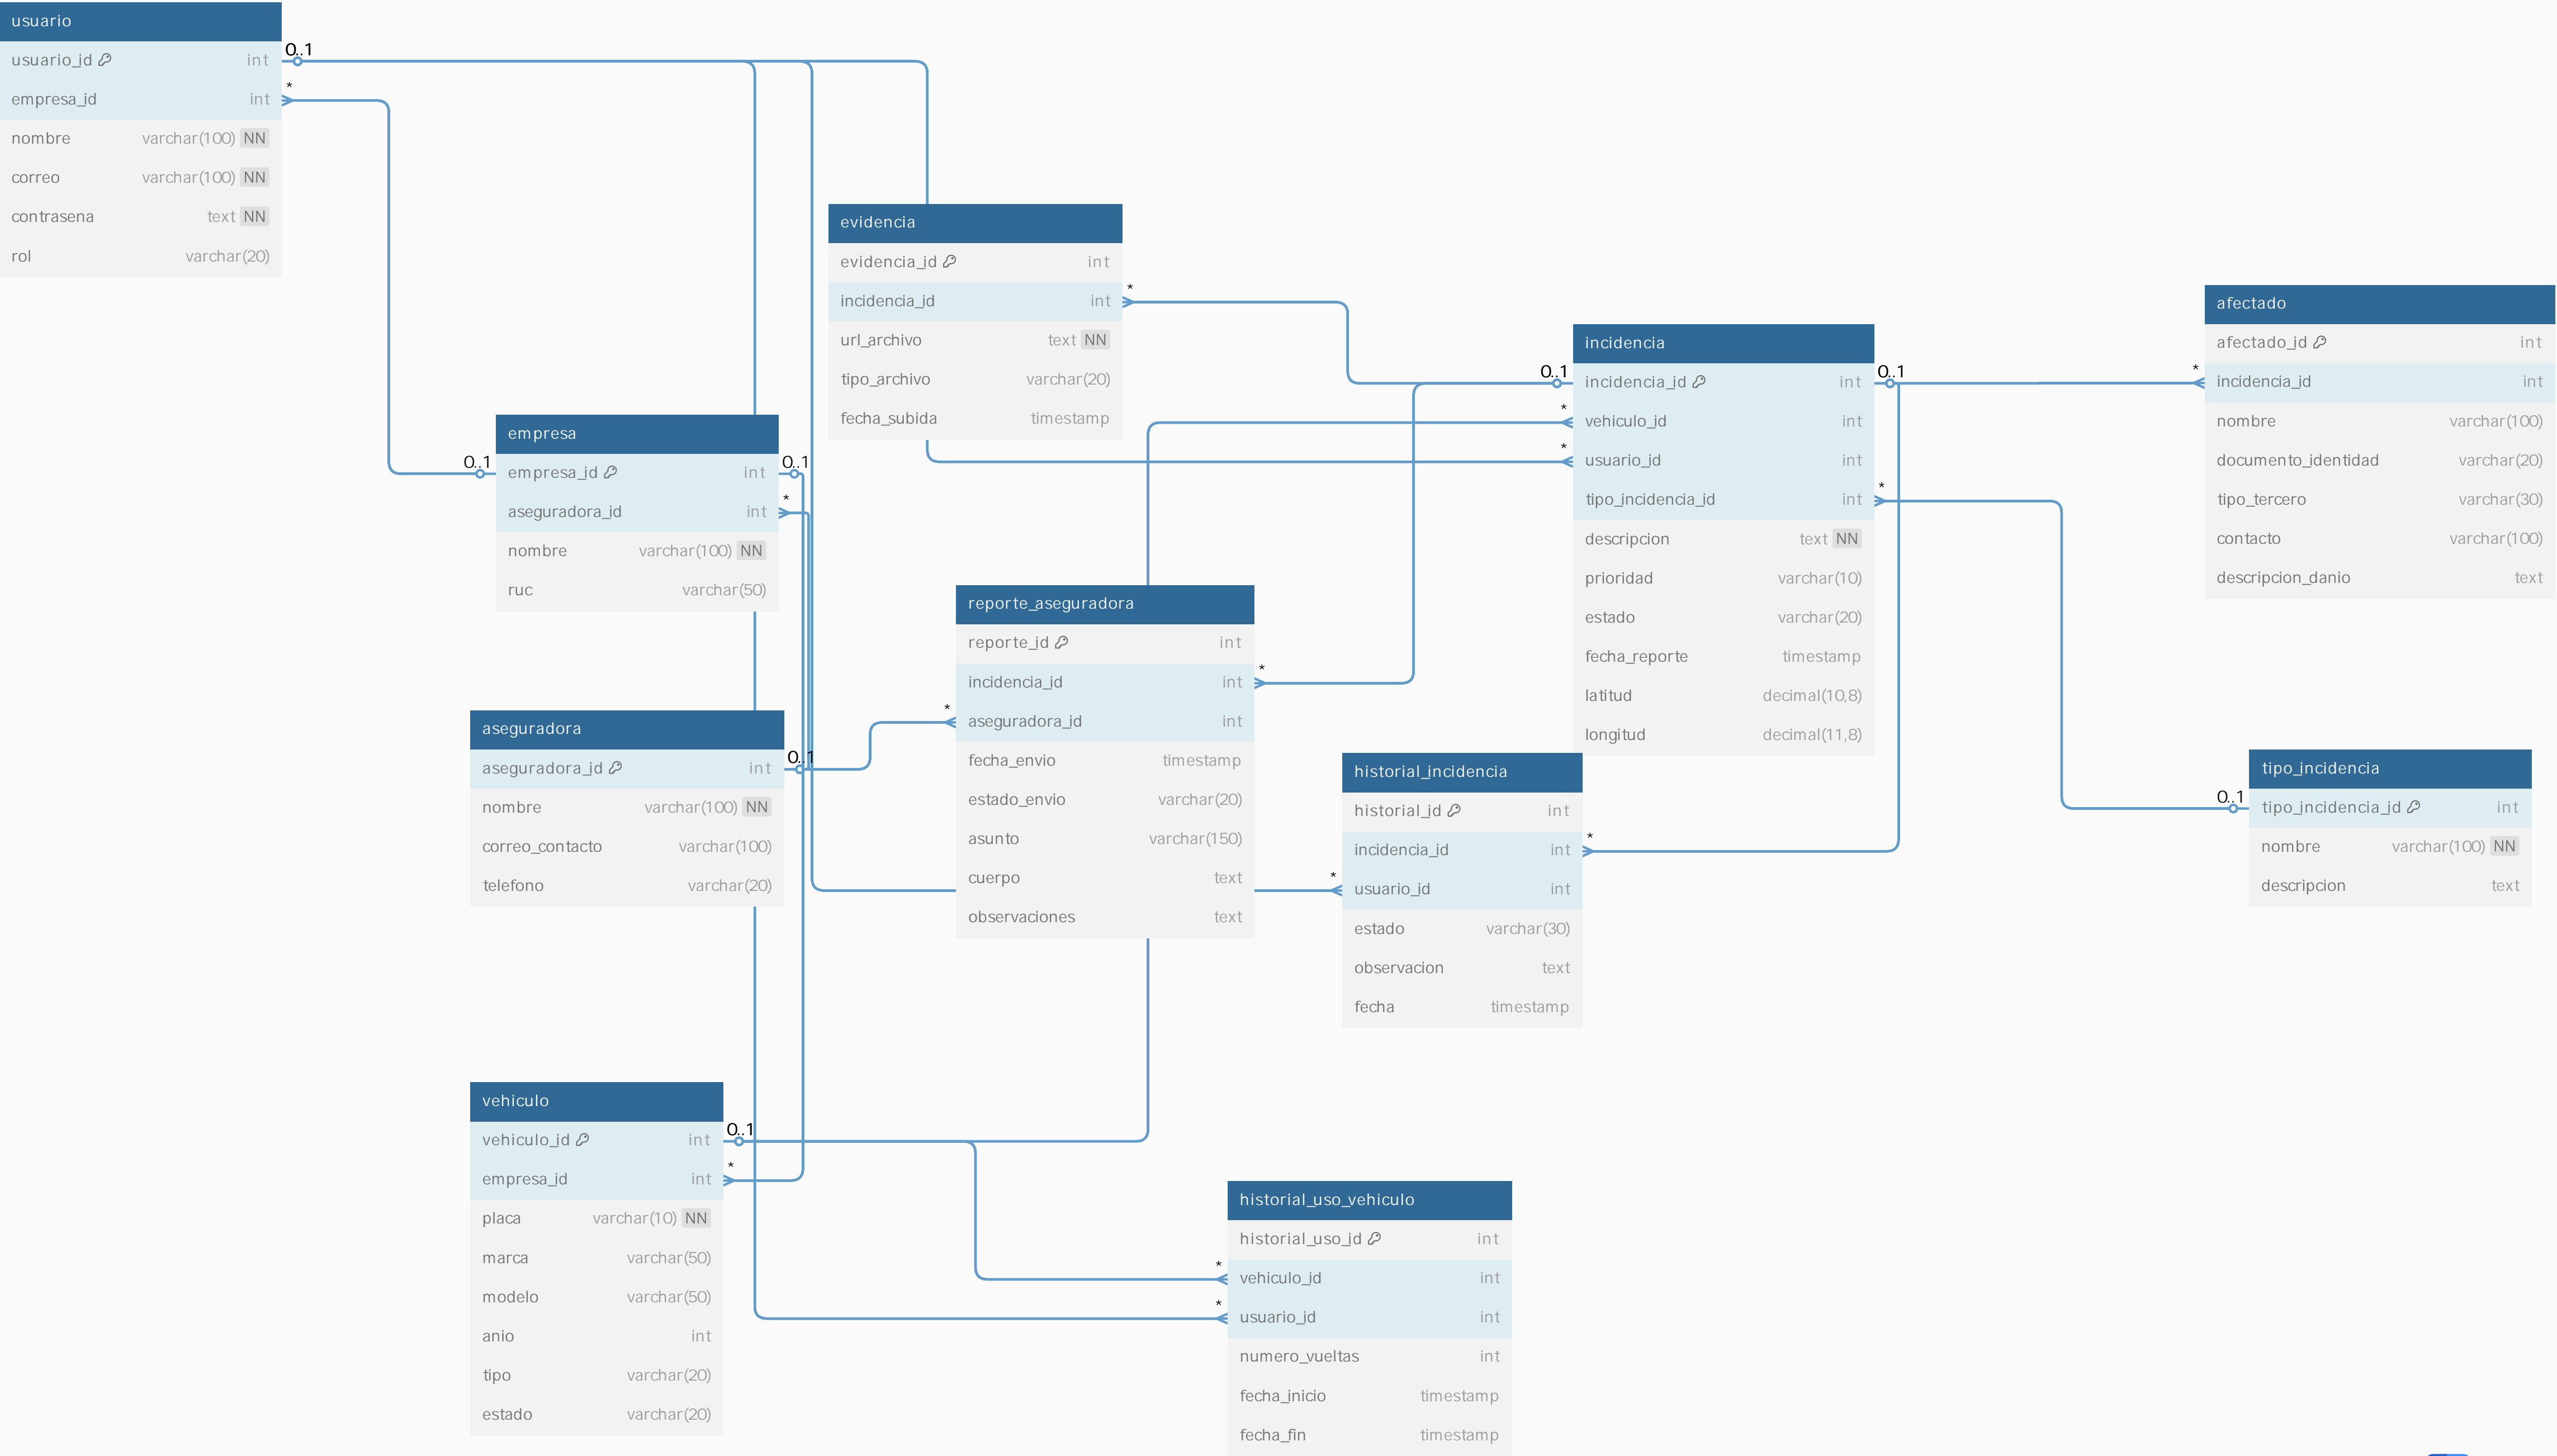 usuario
usuario_id int
empresa_id int
nombre varchar(100) NN
correo varchar(100) NN
contrasena text NN
rol varchar(20)
0..1
*
evidencia
evidencia_id int
incidencia_id int
url_archivo text NN
tipo_archivo varchar(20)
fecha_subida timestamp
*
incidencia
incidencia_id int
vehiculo_id int
usuario_id int
tipo_incidencia_id int
descripcion text NN
prioridad varchar(10)
estado varchar(20)
fecha_reporte timestamp
latitud decimal(10,8)
longitud decimal(11,8)
0..1
0..1
*
*
*
afectado
afectado_id int
incidencia_id int
nombre varchar(100)
documento_identidad varchar(20)
tipo_tercero varchar(30)
contacto varchar(100)
descripcion_danio text
*
empresa
empresa_id int
aseguradora_id int
nombre varchar(100) NN
ruc varchar(50)
0..1
0..1
*
reporte_aseguradora
reporte_id int
incidencia_id int
aseguradora_id int
fecha_envio timestamp
estado_envio varchar(20)
asunto varchar(150)
cuerpo text
observaciones text
*
*
aseguradora
aseguradora_id int
nombre varchar(100) NN
correo_contacto varchar(100)
telefono varchar(20)
0..1
historial_incidencia
historial_id int
incidencia_id int
usuario_id int
estado varchar(30)
observacion text
fecha timestamp
*
*
tipo_incidencia
tipo_incidencia_id int
nombre varchar(100) NN
descripcion text
0..1
vehiculo
vehiculo_id int
empresa_id int
placa varchar(10) NN
marca varchar(50)
modelo varchar(50)
anio int
tipo varchar(20)
estado varchar(20)
0..1
*
historial_uso_vehiculo
historial_uso_id int
vehiculo_id int
usuario_id int
numero_vueltas int
fecha_inicio timestamp
fecha_fin timestamp
*
*